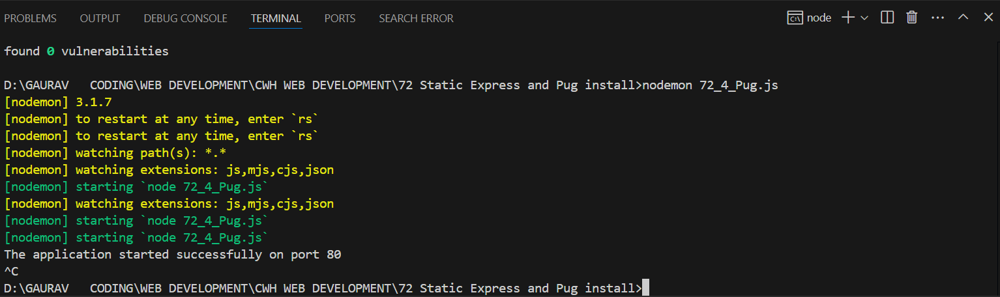 PROBLEMS OUTPUT DEBUG CONSOLE TERMINAL PORTS SEARCH ERROR node
found 0 vulnerabilities
D:\GAURAV   CODING\WEB DEVELOPMENT\CWH WEB DEVELOPMENT\72 Static Express and Pug install>nodemon 72_4_Pug.js
[nodemon] 3.1.7
[nodemon] to restart at any time, enter `rs`
[nodemon] to restart at any time, enter `rs`
[nodemon] watching path(s): *.*
[nodemon] watching extensions: js,mjs,cjs,json
[nodemon] starting `node 72_4_Pug.js`
[nodemon] watching extensions: js,mjs,cjs,json
[nodemon] starting `node 72_4_Pug.js`
[nodemon] starting `node 72_4_Pug.js`
The application started successfully on port 80
^C
D:\GAURAV   CODING\WEB DEVELOPMENT\CWH WEB DEVELOPMENT\72 Static Express and Pug install>